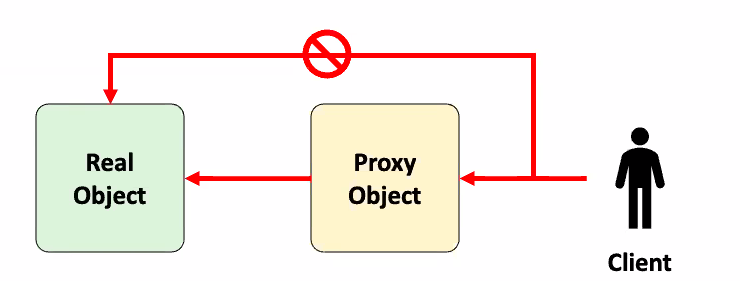 Real
Object
Proxy
Object
Client